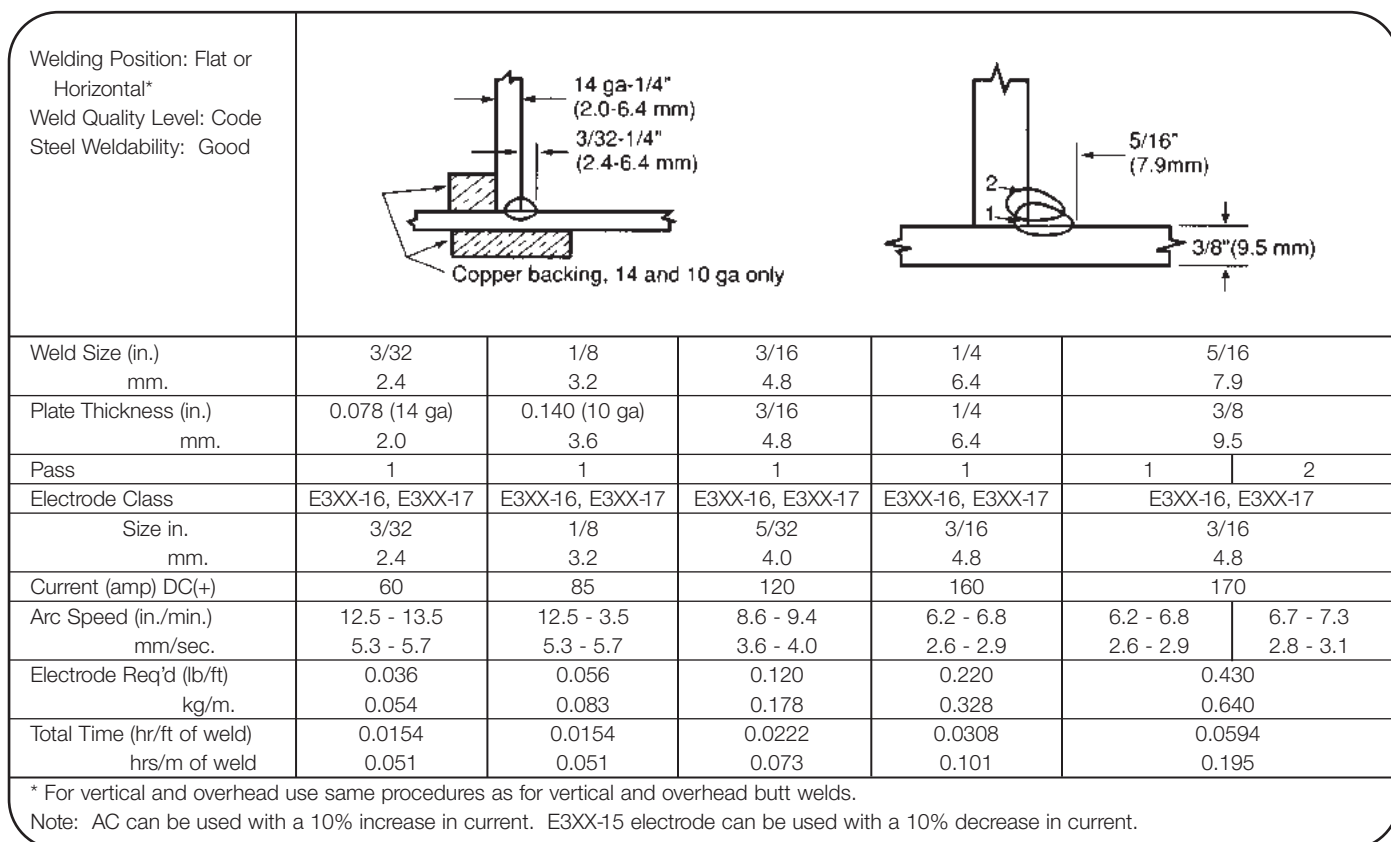 Welding Position: Flat or
Horizontal*
Weld Quality Level: Code
Steel Weldability: Good
14 ga-1/4"
(2.0-6.4 mm)
3/32-1/4"
(2.4-6.4 mm)
Copper backing, 14 and 10 ga only
5/16"
(7.9mm)
2
1
3/8"(9.5 mm)
Weld Size (in.) 3/32 1/8 3/16 1/4 5/16
mm. 2.4 3.2 4.8 6.4 7.9
Plate Thickness (in.) 0.078 (14 ga) 0.140 (10 ga) 3/16 1/4 3/8
mm. 2.0 3.6 4.8 6.4 9.5
Pass 1 1 1 1 1 2
Electrode Class E3XX-16, E3XX-17 E3XX-16, E3XX-17 E3XX-16, E3XX-17 E3XX-16, E3XX-17 E3XX-16, E3XX-17
Size in. 3/32 1/8 5/32 3/16 3/16
mm. 2.4 3.2 4.0 4.8 4.8
Current (amp) DC(+) 60 85 120 160 170
Arc Speed (in./min.) 12.5 - 13.5 12.5 - 3.5 8.6 - 9.4 6.2 - 6.8 6.2 - 6.8 6.7 - 7.3
mm/sec. 5.3 - 5.7 5.3 - 5.7 3.6 - 4.0 2.6 - 2.9 2.6 - 2.9 2.8 - 3.1
Electrode Req'd (lb/ft) 0.036 0.056 0.120 0.220 0.430
kg/m. 0.054 0.083 0.178 0.328 0.640
Total Time (hr/ft of weld) 0.0154 0.0154 0.0222 0.0308 0.0594
hrs/m of weld 0.051 0.051 0.073 0.101 0.195
* For vertical and overhead use same procedures as for vertical and overhead butt welds.
Note: AC can be used with a 10% increase in current. E3XX-15 electrode can be used with a 10% decrease in current.